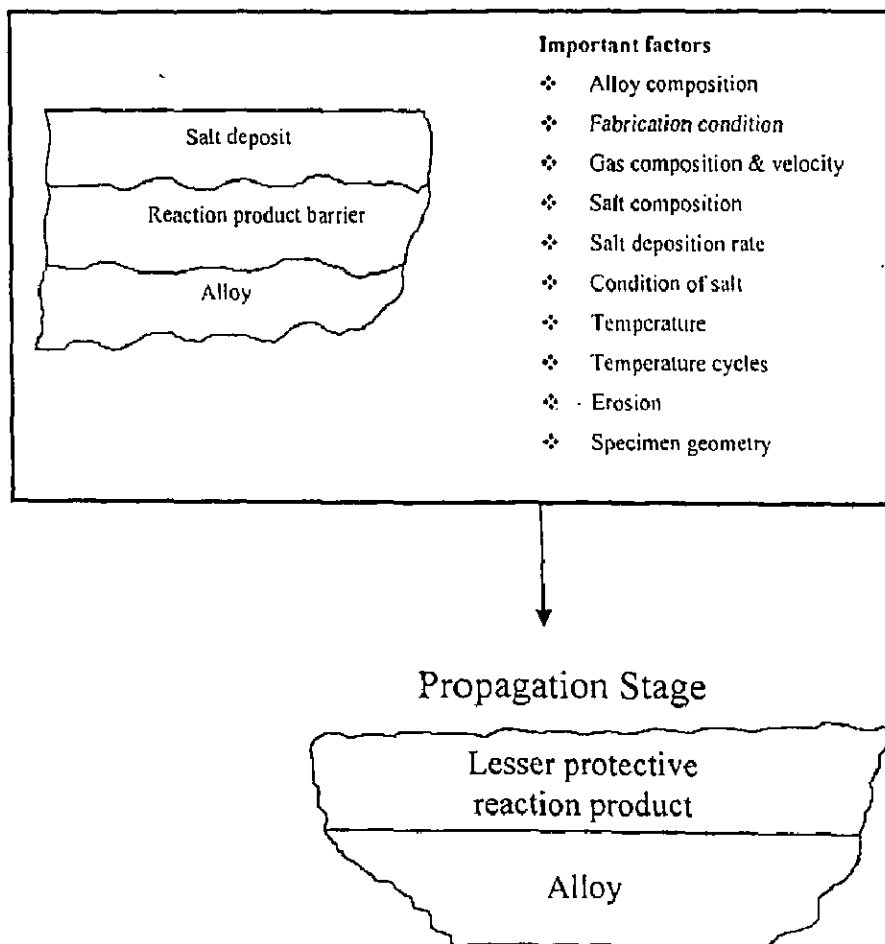 Salt deposit
Reaction product barrier
Alloy
Important factors
❖ Alloy composition
❖ Fabrication condition
❖ Gas composition & velocity
❖ Salt composition
❖ Salt deposition rate
❖ Condition of salt
❖ Temperature
❖ Temperature cycles
❖ Erosion
❖ Specimen geometry
Propagation Stage
Lesser protective
reaction product
Alloy